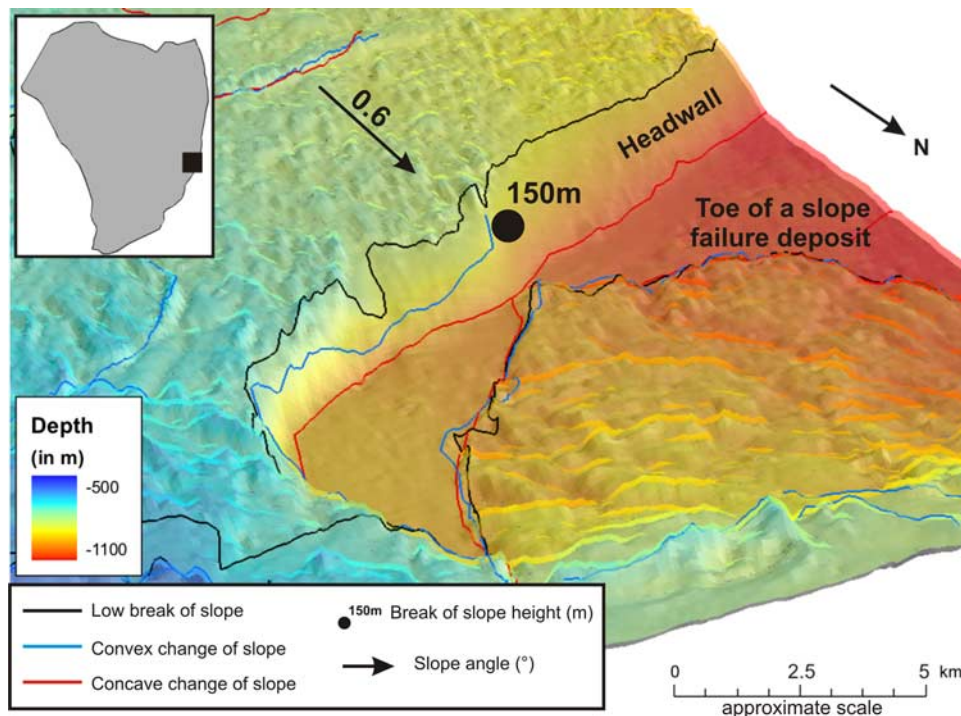 0.6
Headwall
N
150m
Toe of a slope
failure deposit
Depth
(in m)
-500
-1100
Low break of slope
Convex change of slope
Concave change of slope
150m Break of slope height (m)
Slope angle (°)
0 2.5 5 km
approximate scale